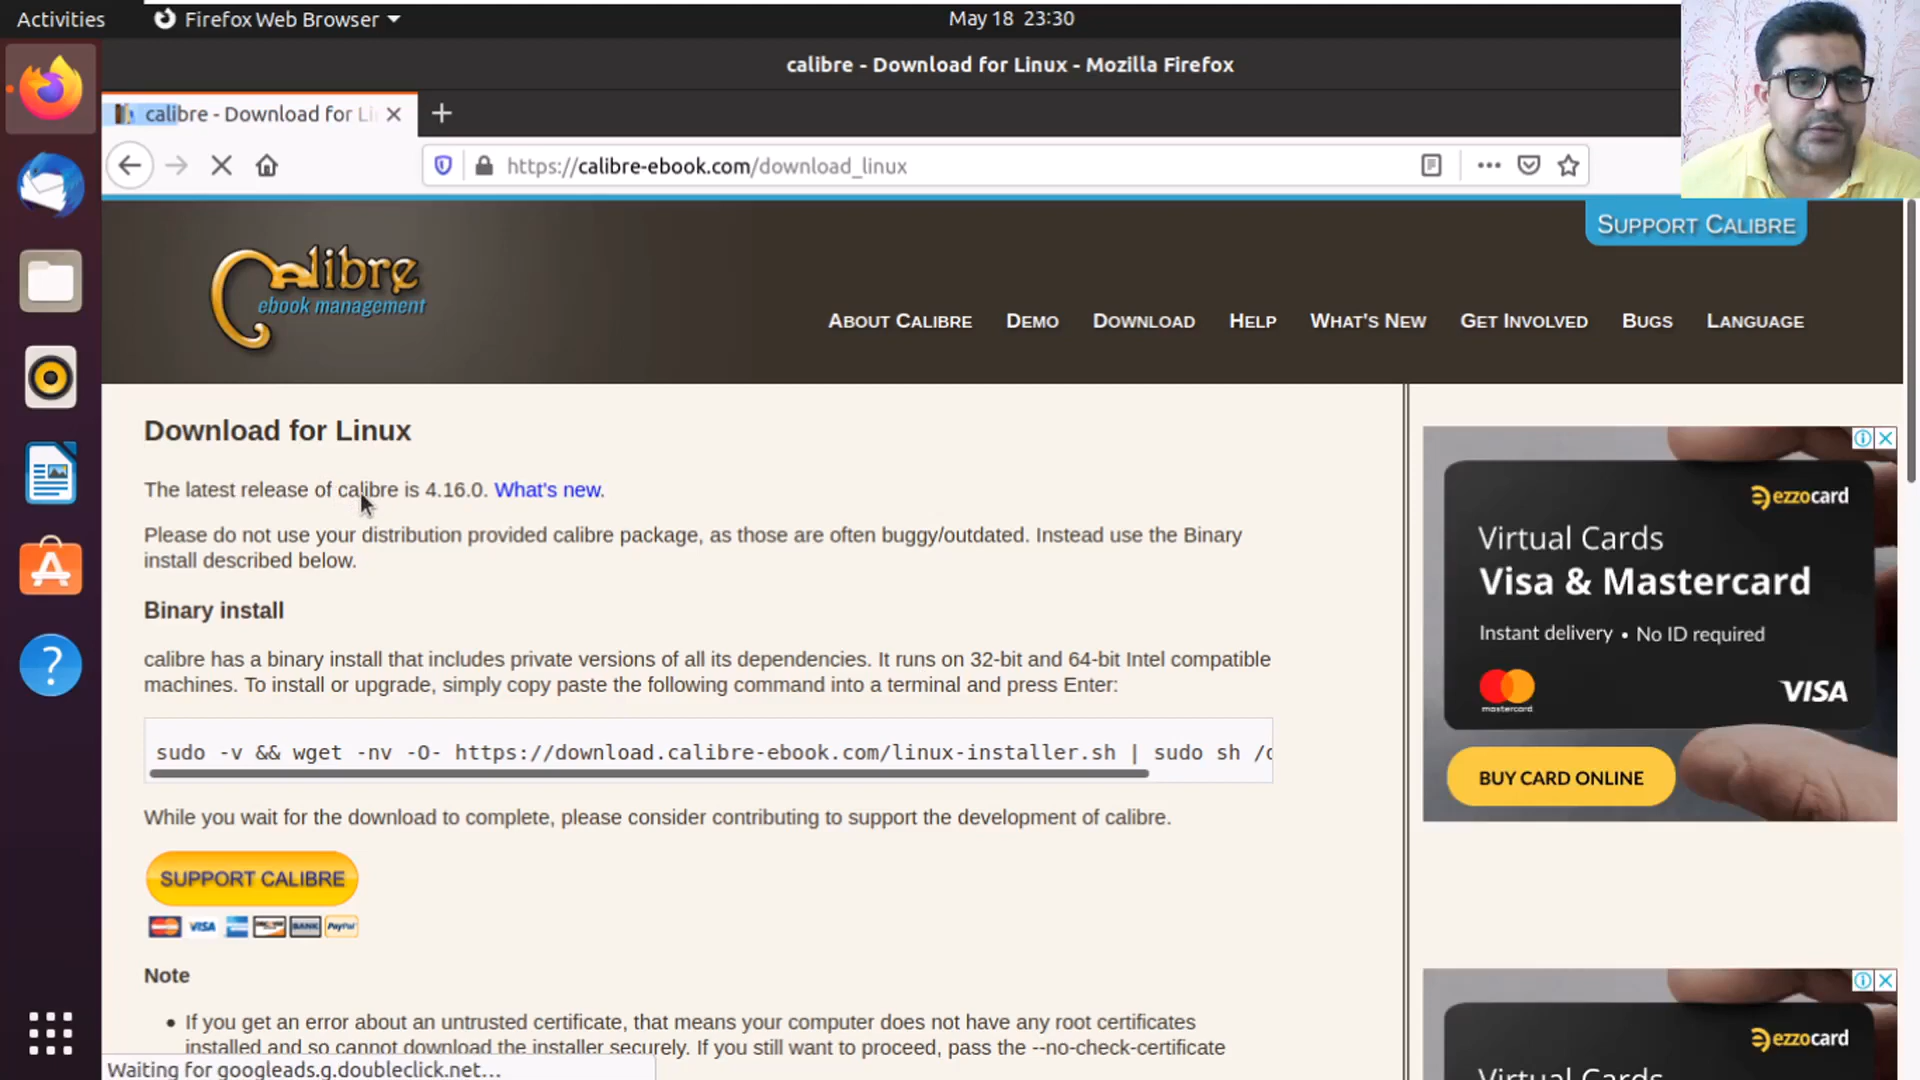 Activities
Firefox Web Browser
May 18 23:30
calibre - Download for Linux - Mozilla Firefox
calibre - Download for Li
https://calibre-ebook.com/download_linux
SUPPORT CALIBRE
Calibre
ebook management
ABOUT CALIBRE DEMO DOWNLOAD HELP WHAT'S NEW GET INVOLVED BUGS LANGUAGE
Download for Linux
The latest release of calibre is 4.16.0. What's new.
Please do not use your distribution provided calibre package, as those are often buggy/outdated. Instead use the Binary
install described below.
Binary install
calibre has a binary install that includes private versions of all its dependencies. It runs on 32-bit and 64-bit Intel compatible
machines. To install or upgrade, simply copy paste the following command into a terminal and press Enter:
sudo -v && wget -nv -O- https://download.calibre-ebook.com/linux-installer.sh | sudo sh /d
While you wait for the download to complete, please consider contributing to support the development of calibre.
SUPPORT CALIBRE
VISA
BANK
PayPal
Note
If you get an error about an untrusted certificate, that means your computer does not have any root certificates
installed and so cannot download the installer securely. If you still want to proceed, pass the --no-check-certificate
Waiting for googleads.g.doubleclick.net...
ezzocard
Virtual Cards
Visa & Mastercard
Instant delivery • No ID required
mastercard
VISA
BUY CARD ONLINE
ezzocard
Virtual Cards